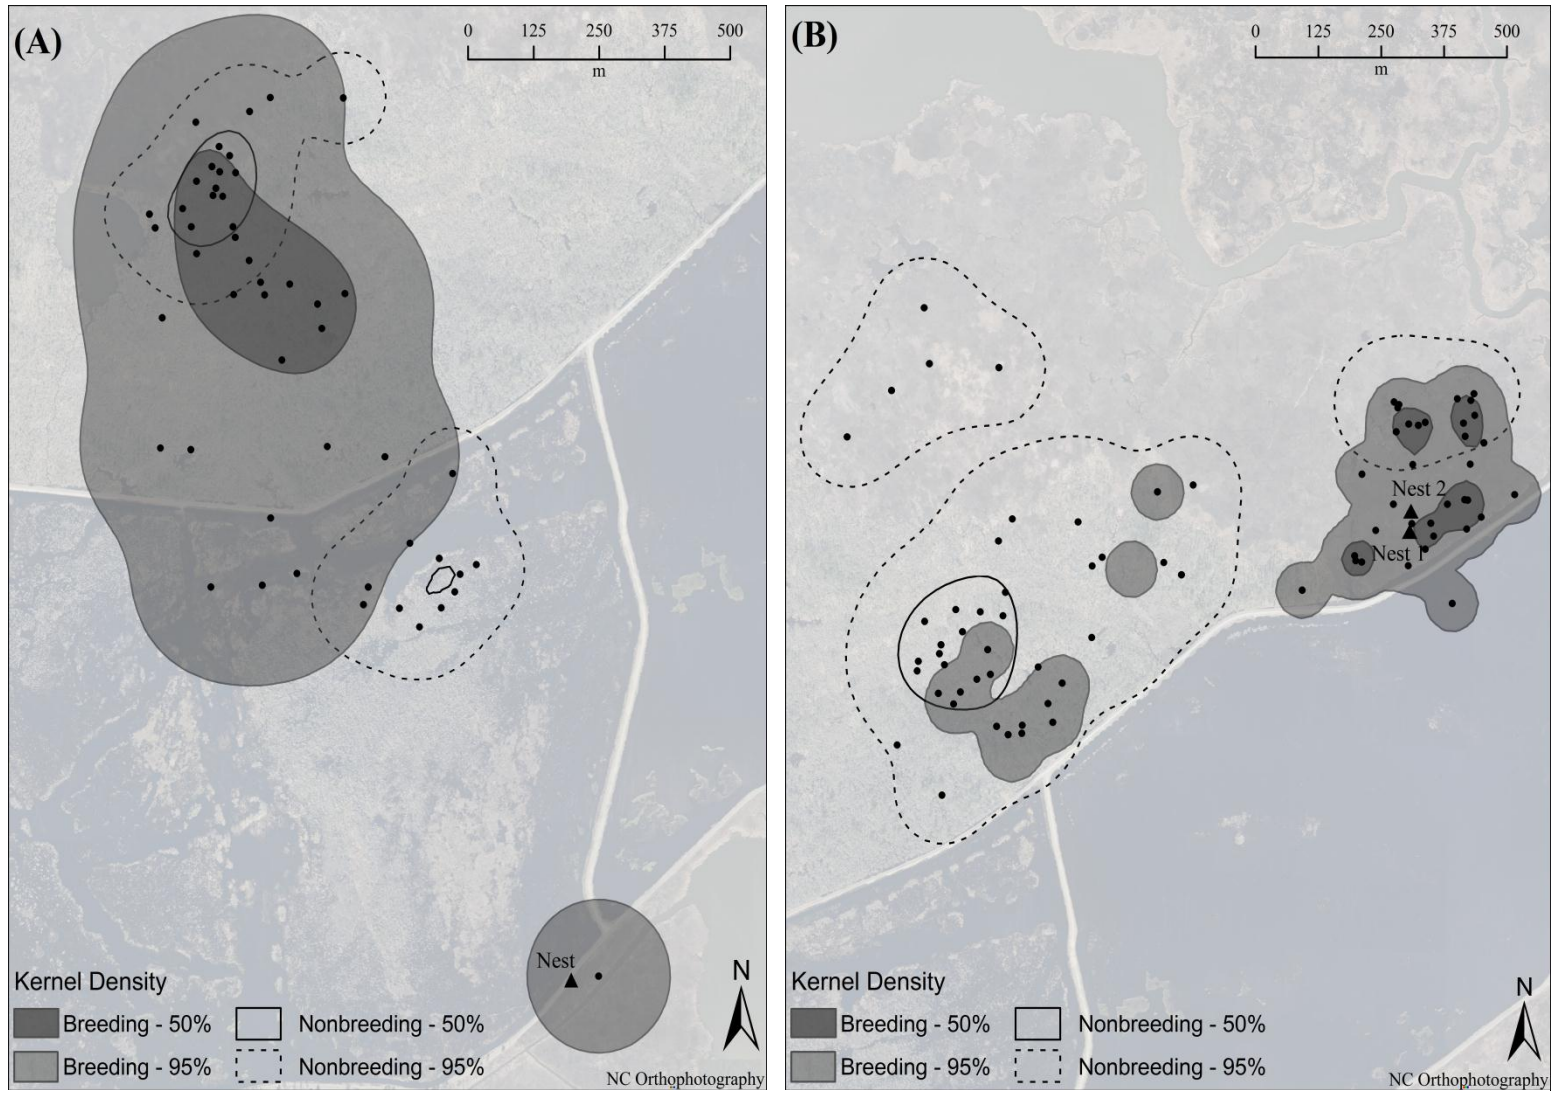 (A)
0 125 250 375 500
m
Nest
N
Kernel Density
Breeding - 50%
Nonbreeding - 50%
Breeding - 95%
Nonbreeding - 95%
NC Orthophotography
(B)
0 125 250 375 500
m
Nest 2
Nest 1
N
Kernel Density
Breeding - 50%
Nonbreeding - 50%
Breeding - 95%
Nonbreeding - 95%
NC Orthophotography